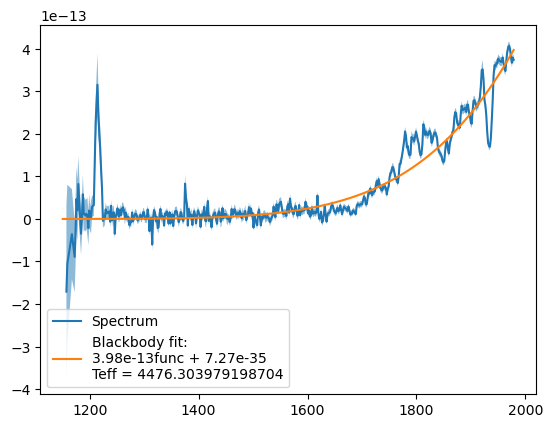 1e−13
4
3
2
1
0
−1
−2
−3
−4
Spectrum
Blackbody fit:
3.98e-13func + 7.27e-35
Teff = 4476.303979198704
1200
1400
1600
1800
2000